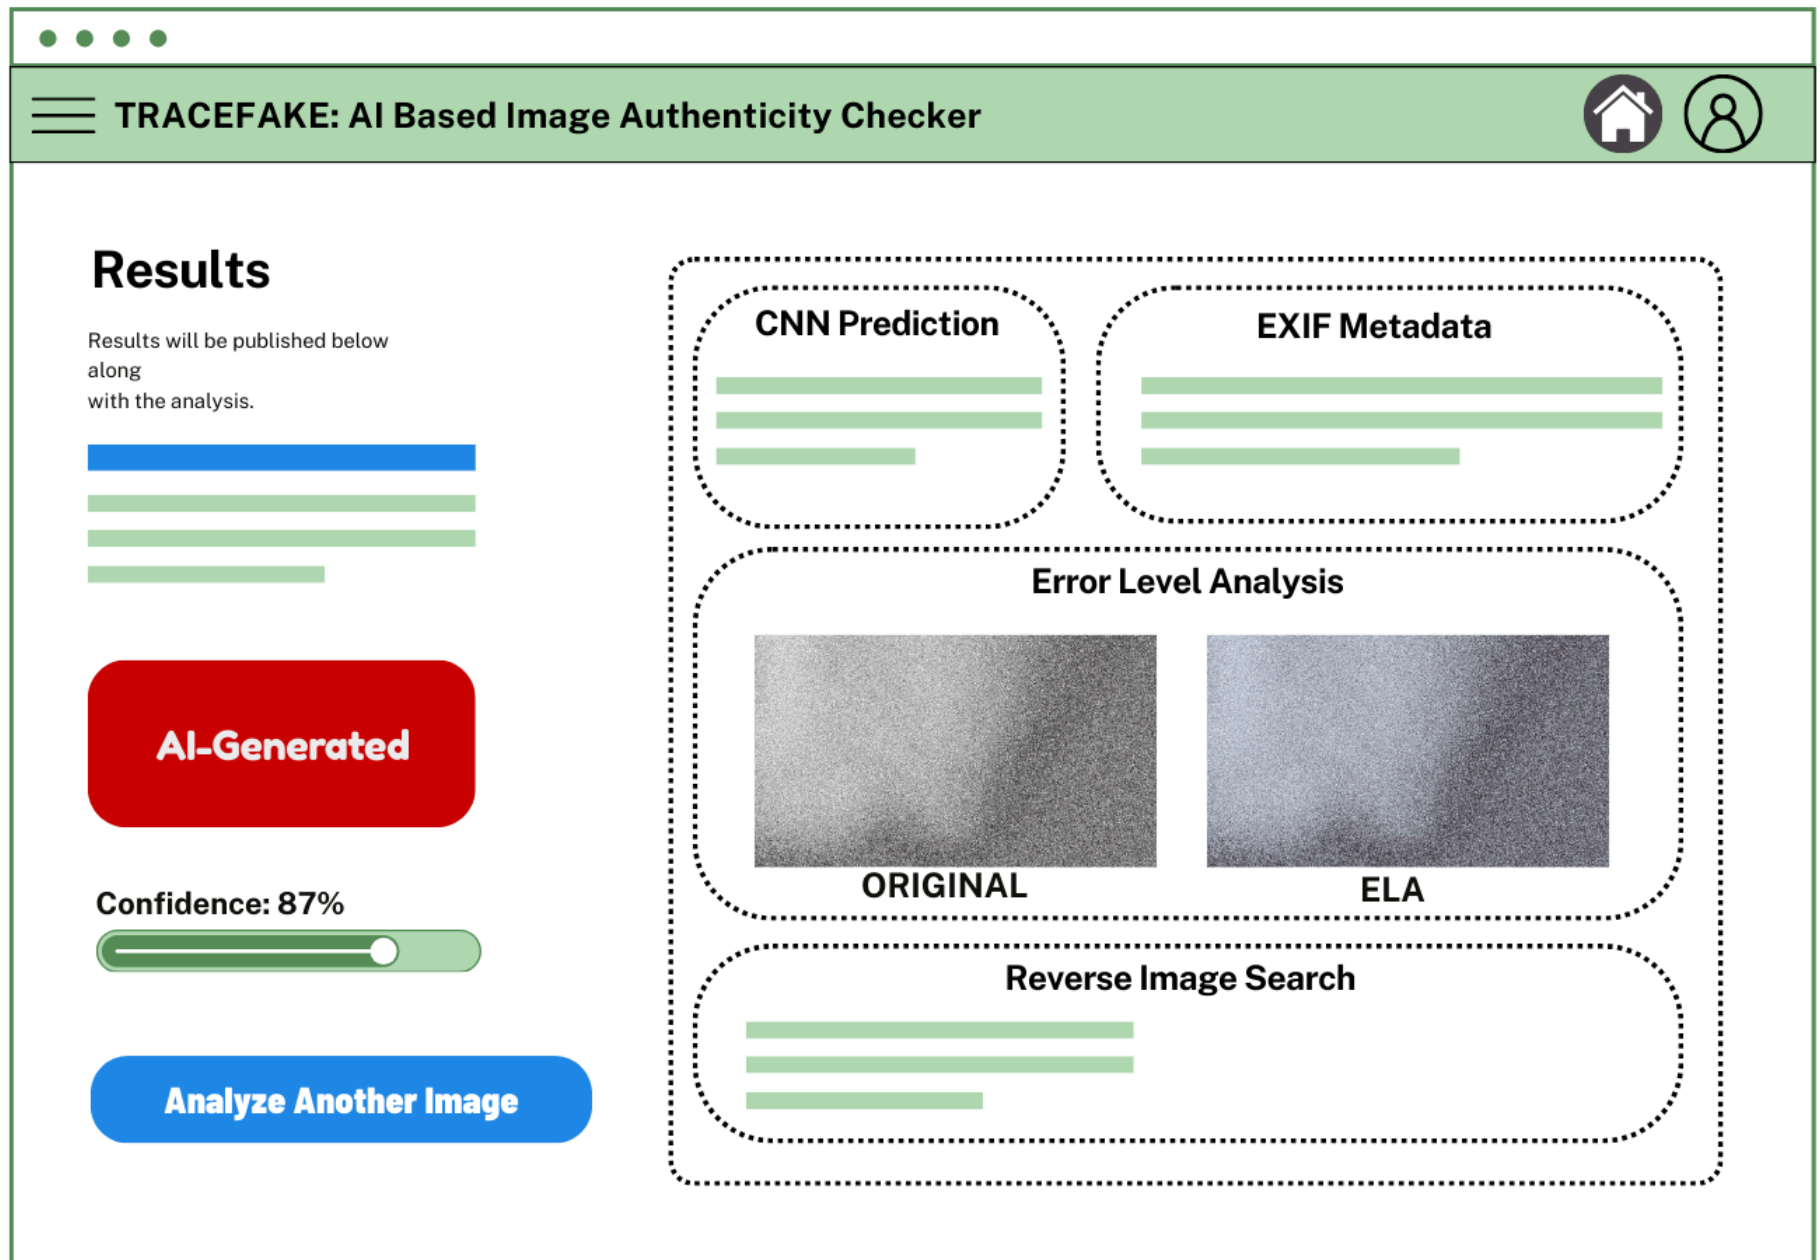 TRACEFAKE: AI Based Image Authenticity Checker
Results
Results will be published below
along
with the analysis.
AI-Generated
Confidence: 87%
Analyze Another Image
CNN Prediction
EXIF Metadata
Error Level Analysis
ORIGINAL
ELA
Reverse Image Search